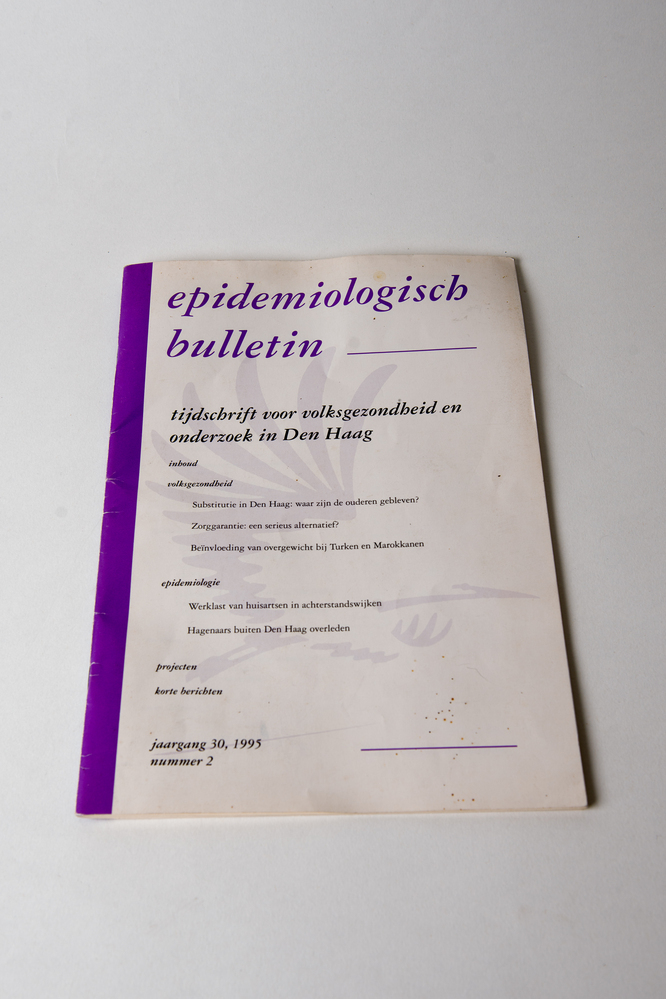 epidemiologisch
bulletin
tijdschrift voor volksgezondheid en
onderzoek in Den Haag
inhoud
volksgezondheid
Substitutie in Den Haag: waar zijn de ouderen gebleven?
Zorggarantie: een serieus alternatief?
Beïnvloeding van overgewicht bij Turken en Marokkanen
epidemiologie
Werklast van huisartsen in achterstandswijken
Hagenaars buiten Den Haag overleden
projecten
korte berichten
jaargang 30, 1995
nummer 2